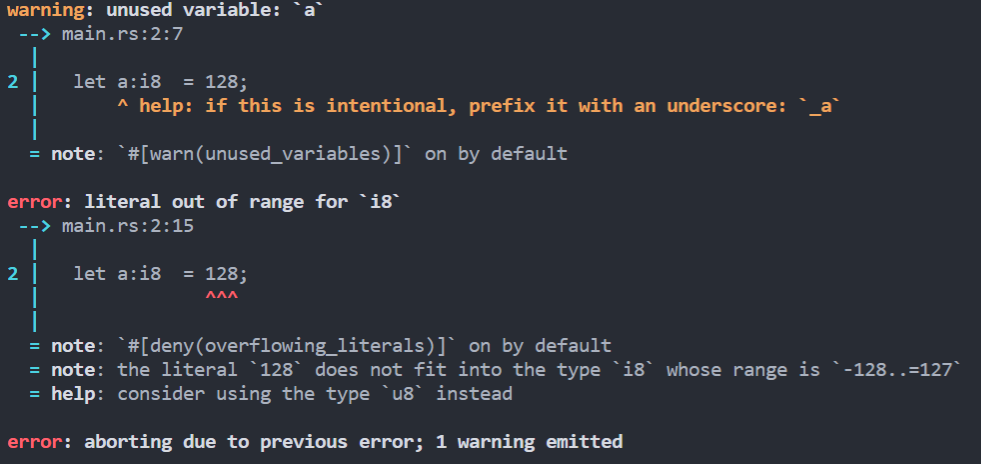 warning: unused variable: `a`
 --> main.rs:2:7
  |
2 |   let a:i8  = 128;
  |       ^ help: if this is intentional, prefix it with an underscore: `_a`
  |
  = note: `#[warn(unused_variables)]` on by default

error: literal out of range for `i8`
 --> main.rs:2:15
  |
2 |   let a:i8  = 128;
  |               ^^^
  |
  = note: `#[deny(overflowing_literals)]` on by default
  = note: the literal `128` does not fit into the type `i8` whose range is `-128..=127`
  = help: consider using the type `u8` instead

error: aborting due to previous error; 1 warning emitted